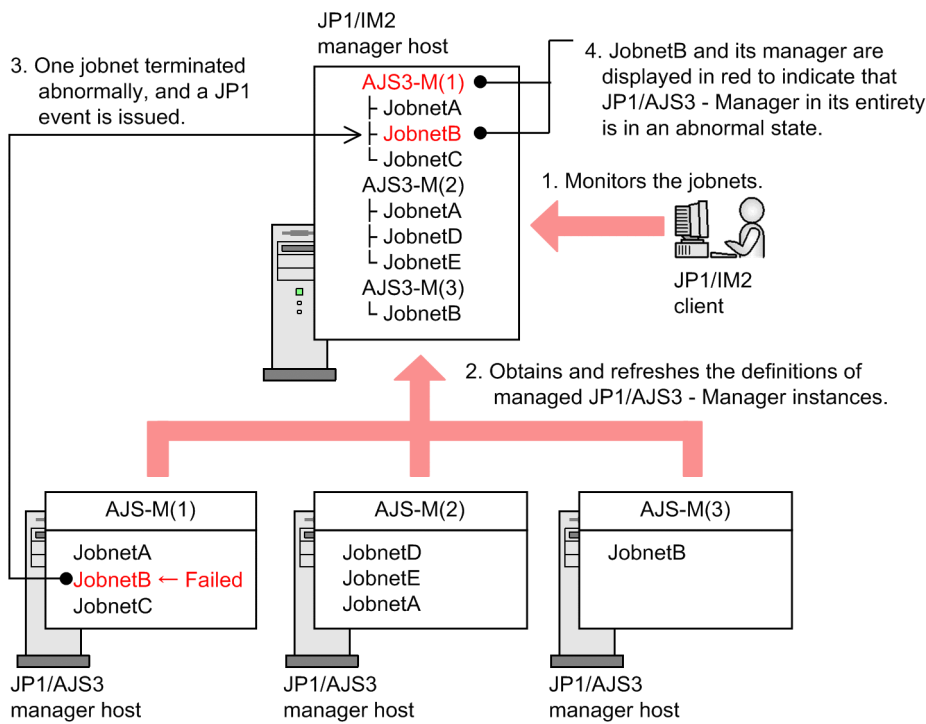 JP1/IM2
manager host
3. One jobnet terminated
abnormally, and a JP1
event is issued.
4. JobnetB and its manager are
displayed in red to indicate that
JP1/AJS3 - Manager in its entirety
is in an abnormal state.
AJS3-M(1)
JobnetA
JobnetB
JobnetC
AJS3-M(2)
JobnetA
JobnetD
JobnetE
AJS3-M(3)
JobnetB
1. Monitors the jobnets.
JP1/IM2
client
2. Obtains and refreshes the definitions of
managed JP1/AJS3 - Manager instances.
AJS-M(1)
JobnetA
JobnetB ← Failed
JobnetC
JP1/AJS3
manager host
AJS-M(2)
JobnetD
JobnetE
JobnetA
JP1/AJS3
manager host
AJS-M(3)
JobnetB
JP1/AJS3
manager host